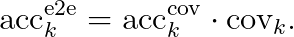 acc_k^{e2e} = acc_k^{cov} · cov_k.